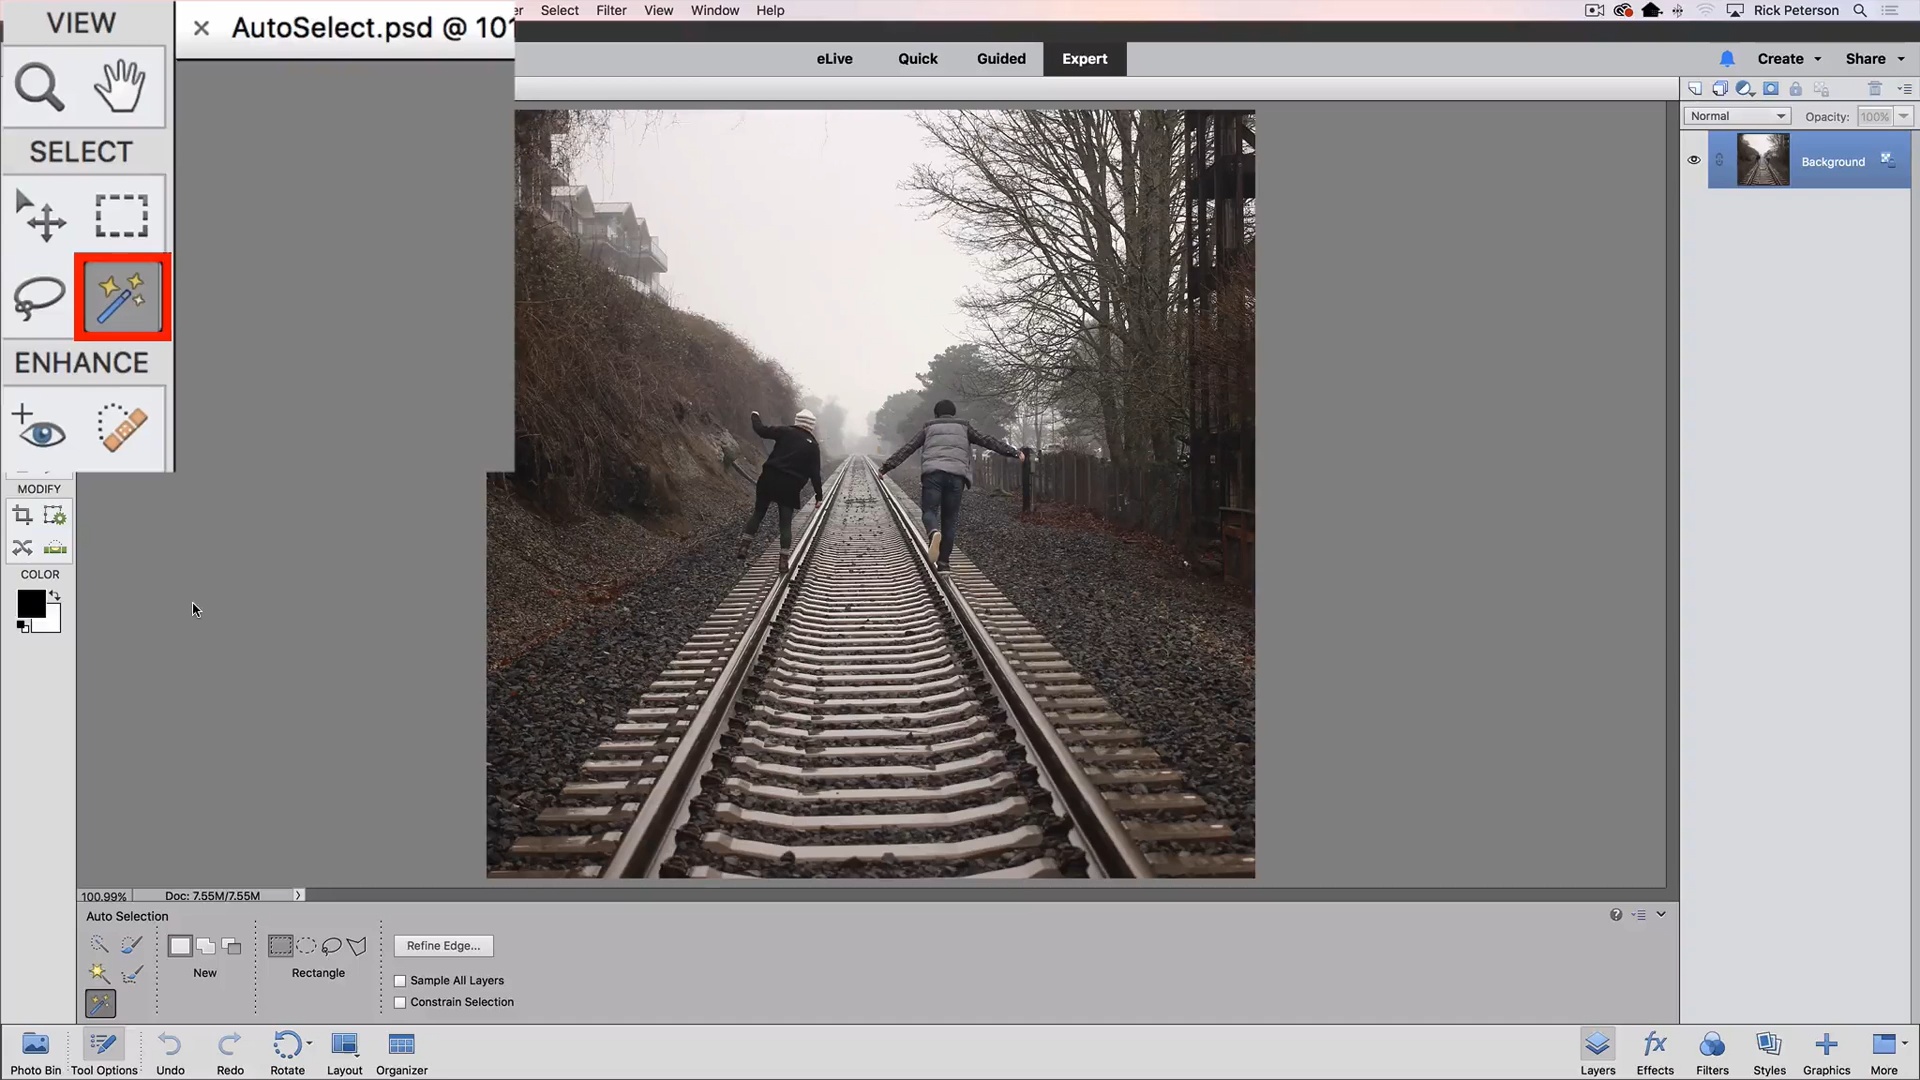 VIEW
AutoSelect.psd @ 101
Select Filter View Window Help
Rick Peterson
eLive Quick Guided Expert
Create Share
SELECT
Normal Opacity: 100%
Background
ENHANCE
MODIFY
COLOR
100.99% Doc: 7.55M/7.55M
Auto Selection
New
Rectangle
Refine Edge...
Sample All Layers
Constrain Selection
Photo Bin Tool Options Undo Redo Rotate Layout Organizer
fx
Layers Effects Filters Styles Graphics More